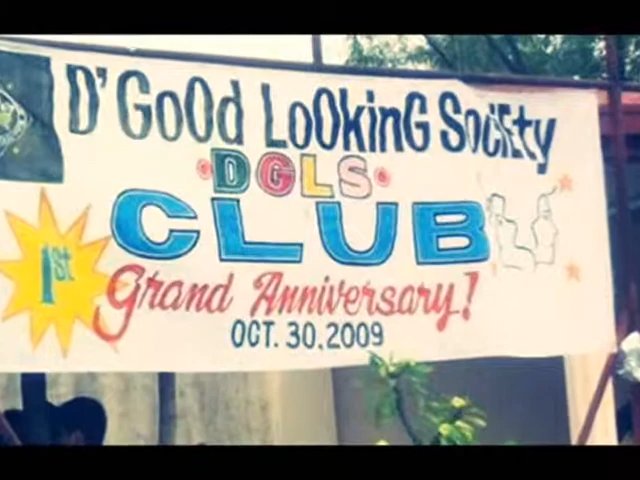 D' GoOd LoOkinG SociEty
DGLS
CLUB
1st
Grand Anniversary!
OCT. 30, 2009